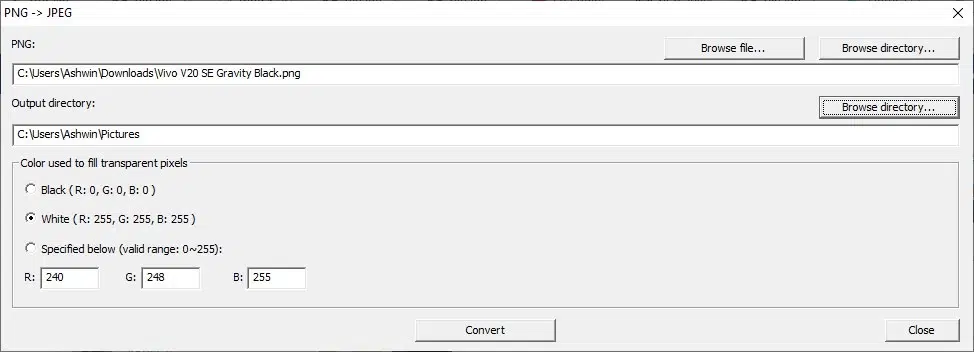 PNG -> JPEG
PNG:
Browse file...
Browse directory...
C:\Users\Ashwin\Downloads\Vivo V20 SE Gravity Black.png
Output directory:
Browse directory...
C:\Users\Ashwin\Pictures
Color used to fill transparent pixels
Black ( R: 0, G: 0, B: 0 )
White ( R: 255, G: 255, B: 255 )
Specified below (valid range: 0~255):
R: 240 G: 248 B: 255
Convert
Close